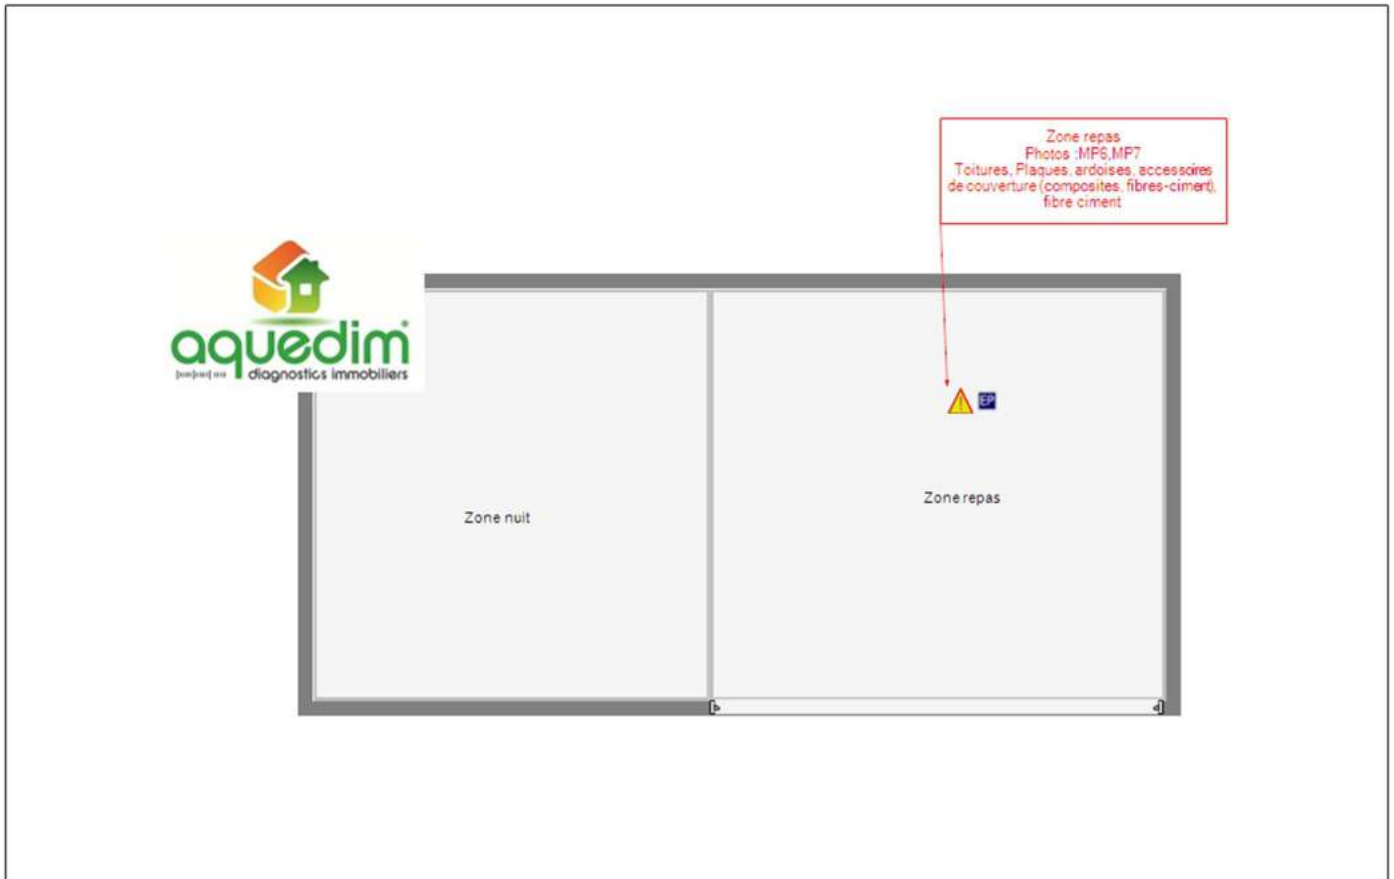 Zone repas
Photos :MP6,MP7
Toitures, Plaques, ardoises, accessoires
de couverture (composites, fibres-ciment),
fibre ciment
aquedim
diagnostics immobiliers
EP
Zone repas
Zone nuit